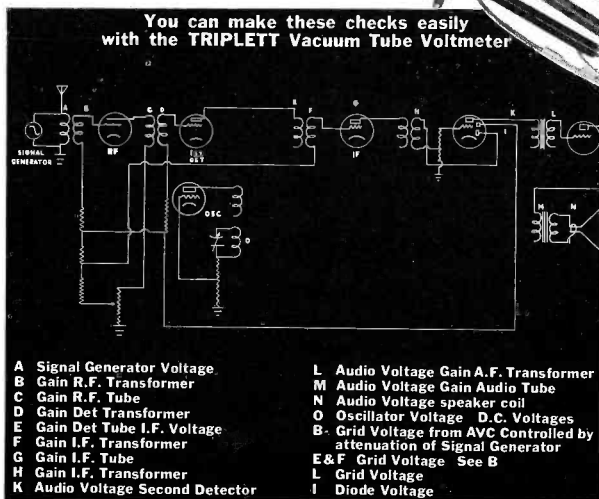 You can make these checks easily
with the TRIPLETT Vacuum Tube Voltmeter
A B C D E F G H K L
SIGNAL
GENERATOR
RF
DET
IF
I
OSC
O
M M
A Signal Generator Voltage
B Gain R.F. Transformer
C Gain R.F. Tube
D Gain Det Transformer
E Gain Det Tube I.F. Voltage
F Gain I.F. Transformer
G Gain I.F. Tube
H Gain I.F. Transformer
K Audio Voltage Second Detector
L Audio Voltage Gain A.F. Transformer
M Audio Voltage Gain Audio Tube
N Audio Voltage speaker coil
O Oscillator Voltage D.C. Voltages
B- Grid Voltage from AVC Controlled by
attenuation of Signal Generator
E&F Grid Voltage See B
L Grid Voltage
I Diode Voltage